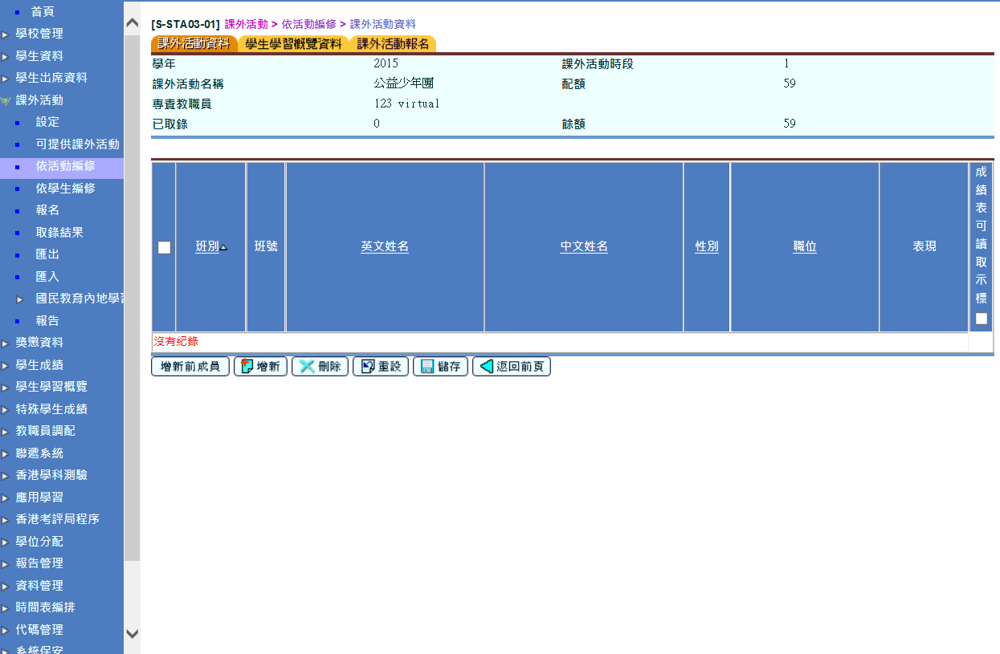 首頁
學校管理
學生資料
學生出席資料
課外活動
設定
可提供課外活動
依活動編修
依學生編修
報名
取錄結果
匯出
匯入
國民教育內地學習
報告
獎懲資料
學生成績
學生學習概覽
特殊學生成績
教職員調配
聯遞系統
香港學科測驗
應用學習
香港考評局程序
學位分配
報告管理
資料管理
時間表編排
代碼管理
系統保安
[S-STA03-01] 課外活動 > 依活動編修 > 課外活動資料
課外活動資料 學生學習概覽資料 課外活動報名
學年 2015 課外活動時段 1
課外活動名稱 公益少年團 配額 59
專責教職員 123 virtual
已取錄 0 餘額 59
班別 班號 英文姓名 中文姓名 性別 職位 表現 成績表可讀取示標
沒有紀錄
增新前成員 增新 刪除 重設 儲存 返回前頁